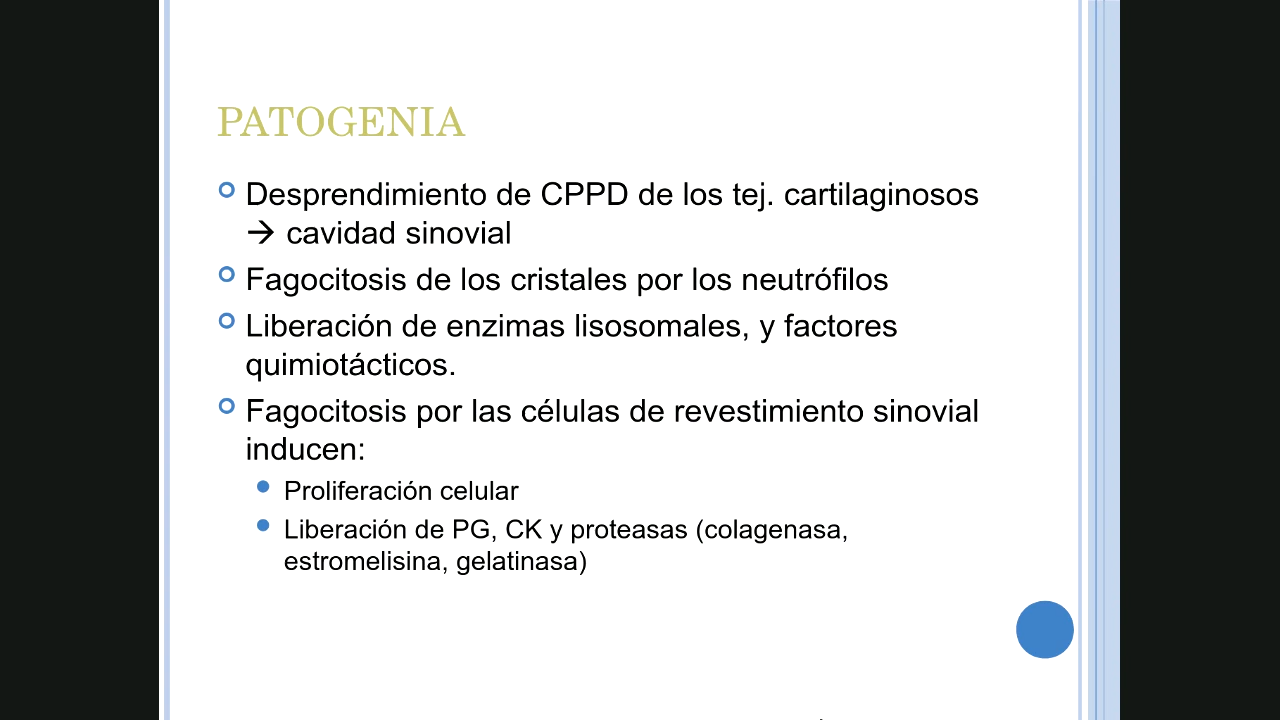 PATOGENIA
Desprendimiento de CPPD de los tej. cartilaginosos
→ cavidad sinovial
Fagocitosis de los cristales por los neutrófilos
Liberación de enzimas lisosomales, y factores
quimiotácticos.
Fagocitosis por las células de revestimiento sinovial
inducen:
Proliferación celular
Liberación de PG, CK y proteasas (colagenasa,
estromelisina, gelatinasa)